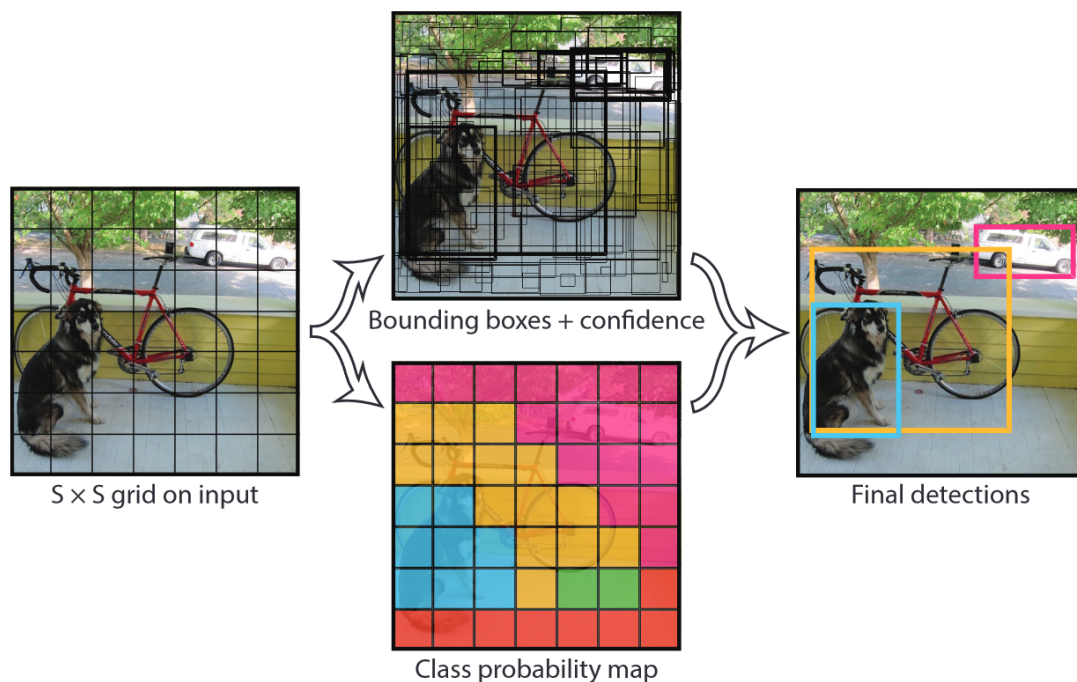 S × S grid on input
Bounding boxes + confidence
Class probability map
Final detections